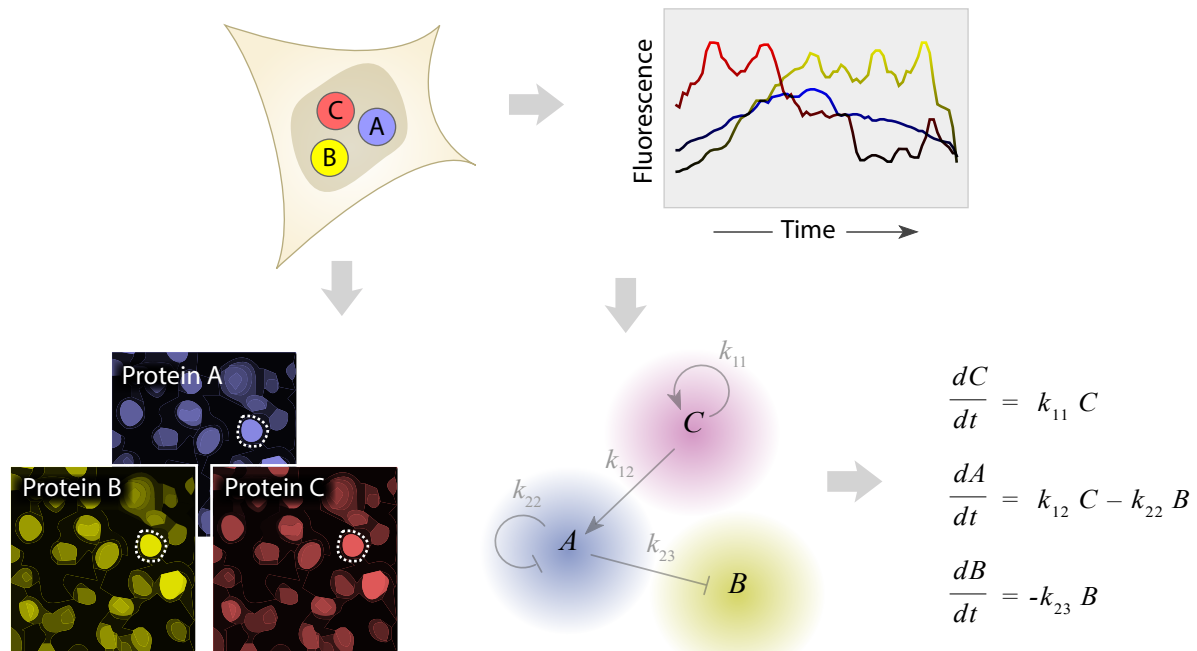 C
A
B
Fluorescence
Time
Protein A
Protein B
Protein C
k11
C
k12
k22
A
k23
B
dC
dt
= k11 C
dA
dt
= k12 C – k22 B
dB
dt
= -k23 B